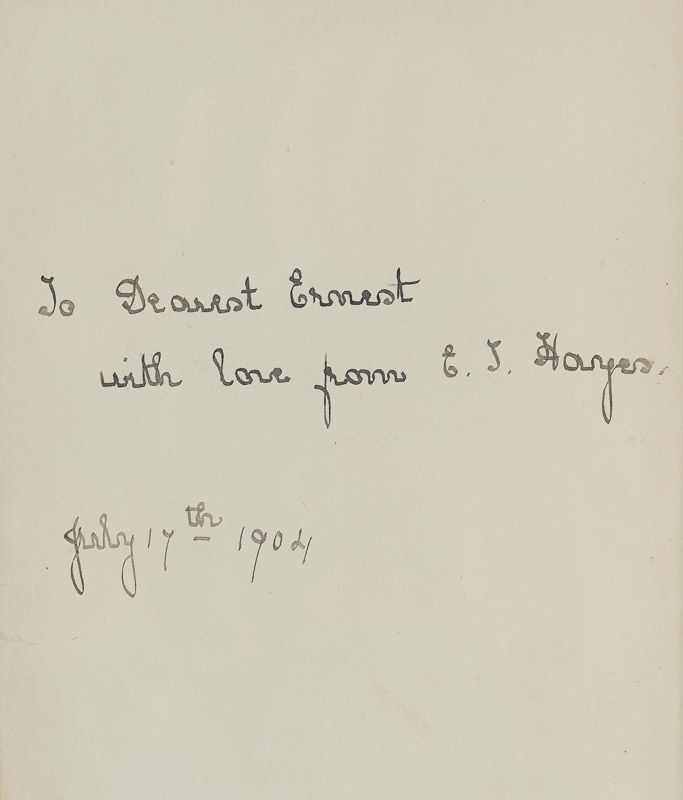 To Dearest Ernest
with love from E. T. Hayes.
July 17th 1904